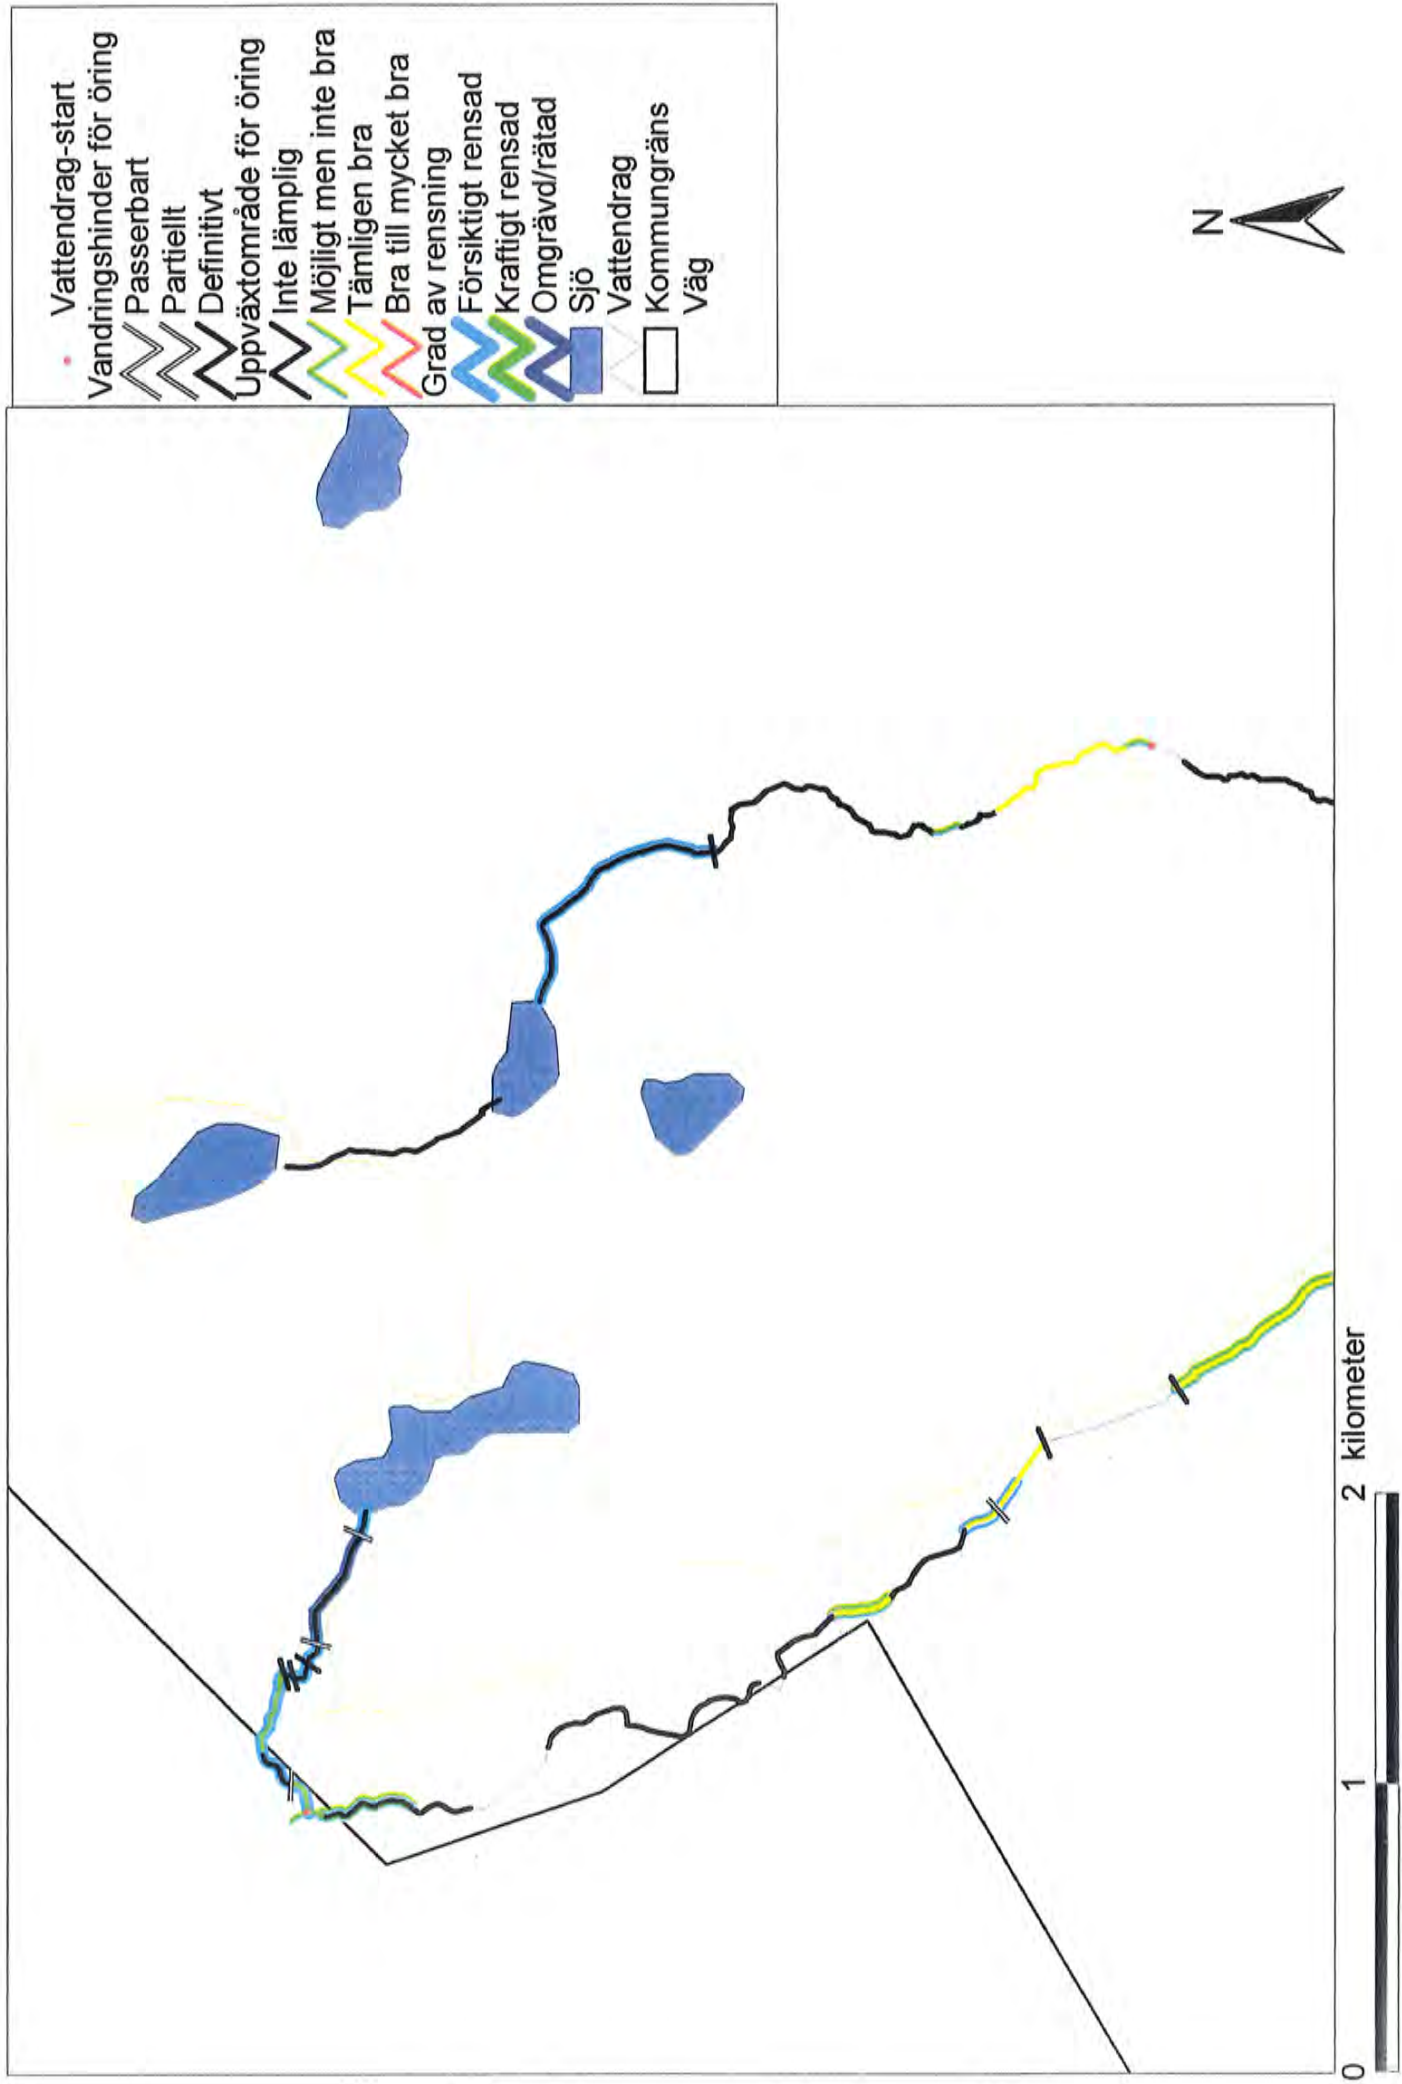 Vattendrag-start
Vandringshinder för öring
Passerbart
Partiellt
Definitivt
Uppväxtområde för öring
Inte lämplig
Möjligt men inte bra
Tämligen bra
Bra till mycket bra
Grad av rensning
Försiktigt rensad
Kraftigt rensad
Omgrävd/rätad
Sjö
Vattendrag
Kommungräns
Väg
N
0 1 2 kilometer